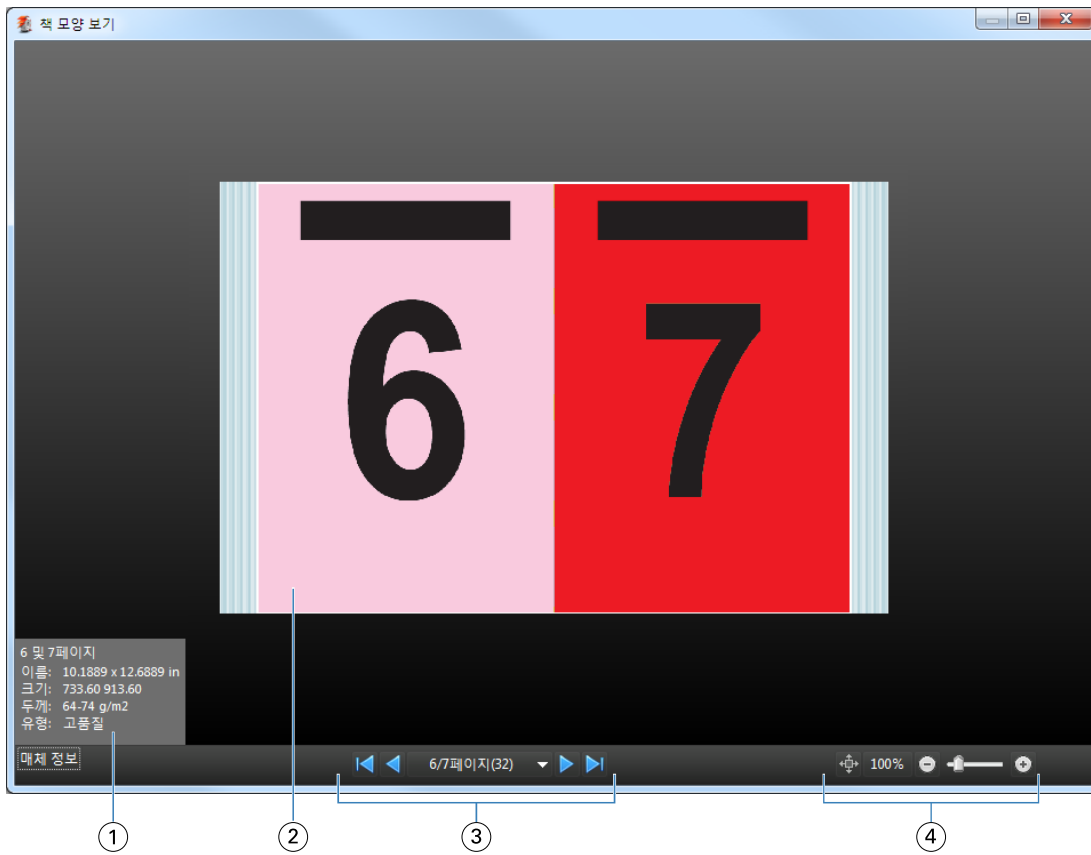 책 모양 보기
6 7
6 및 7페이지
이름: 10.1889 x 12.6889 in
크기: 733.60 913.60
두께: 64-74 g/m2
유형: 고품질
매체 정보
6/7페이지(32)
100%
1 2 3 4